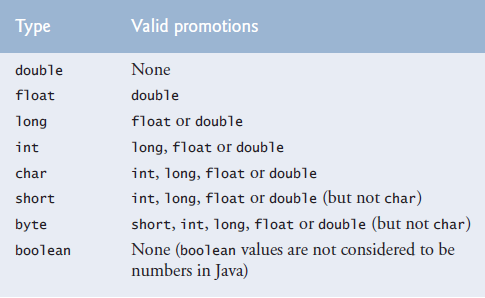 Type Valid promotions
double None
float double
long float or double
int long, float or double
char int, long, float or double
short int, long, float or double (but not char)
byte short, int, long, float or double (but not char)
boolean None (boolean values are not considered to be
numbers in Java)